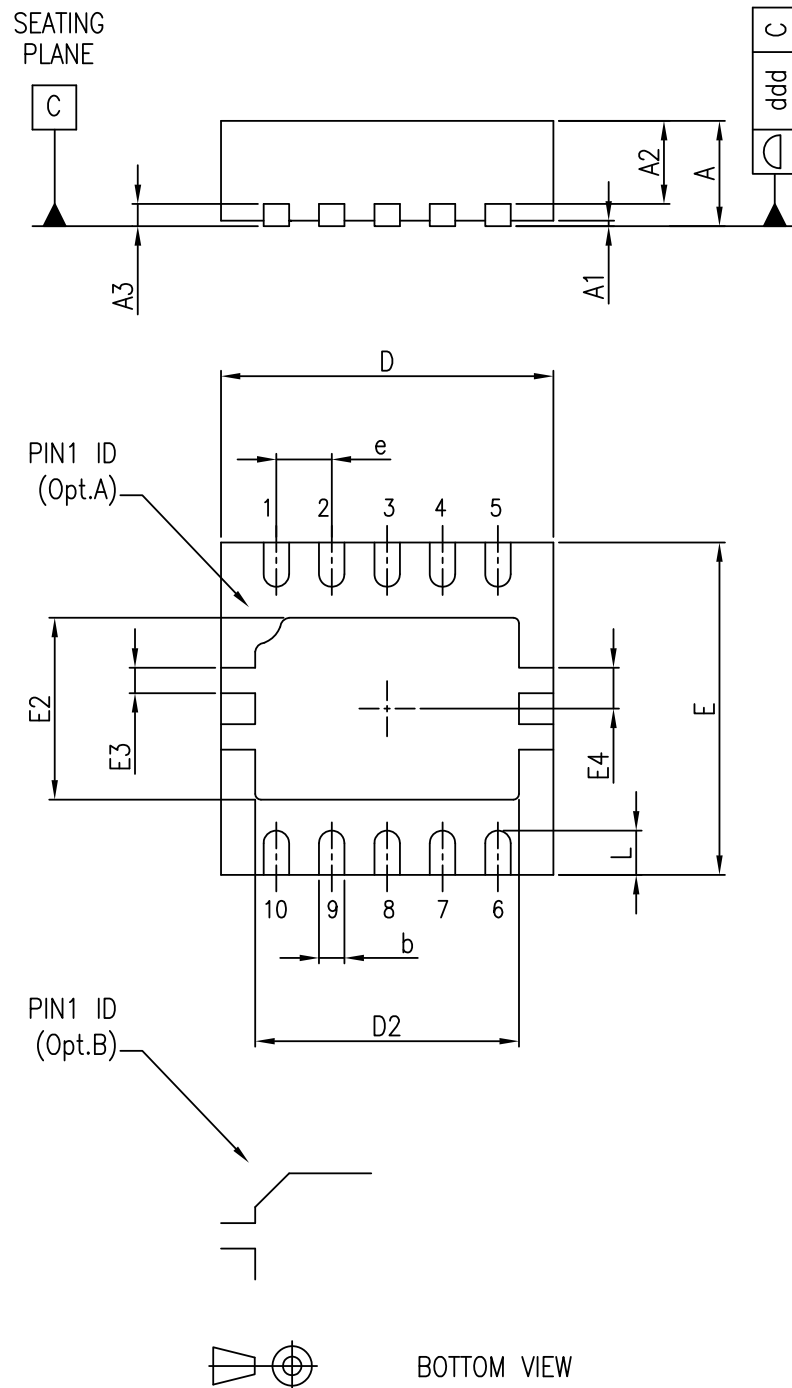 SEATING
PLANE
C
C
ddd
A2
A
A3
A1
D
PIN1 ID
(Opt.A)
e
1 2 3 4 5
E2
E3
E4
E
L
10 9 8 7 6
b
D2
PIN1 ID
(Opt.B)
BOTTOM VIEW